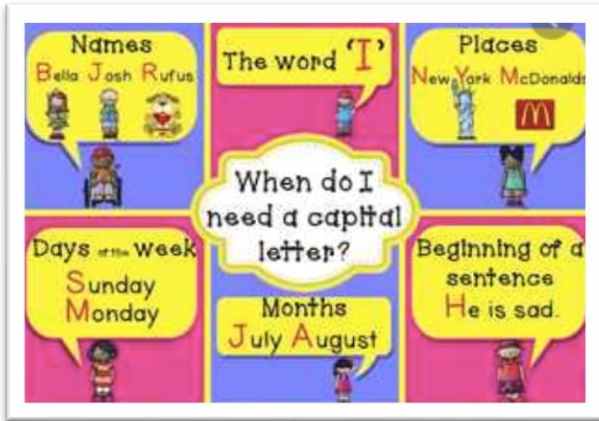 Names
Bella Josh Rufus
The word 'I'
Places
New York McDonalds
When do I
need a capital
letter?
Days of the week
Sunday
Monday
Months
July August
Beginning of a
sentence
He is sad.